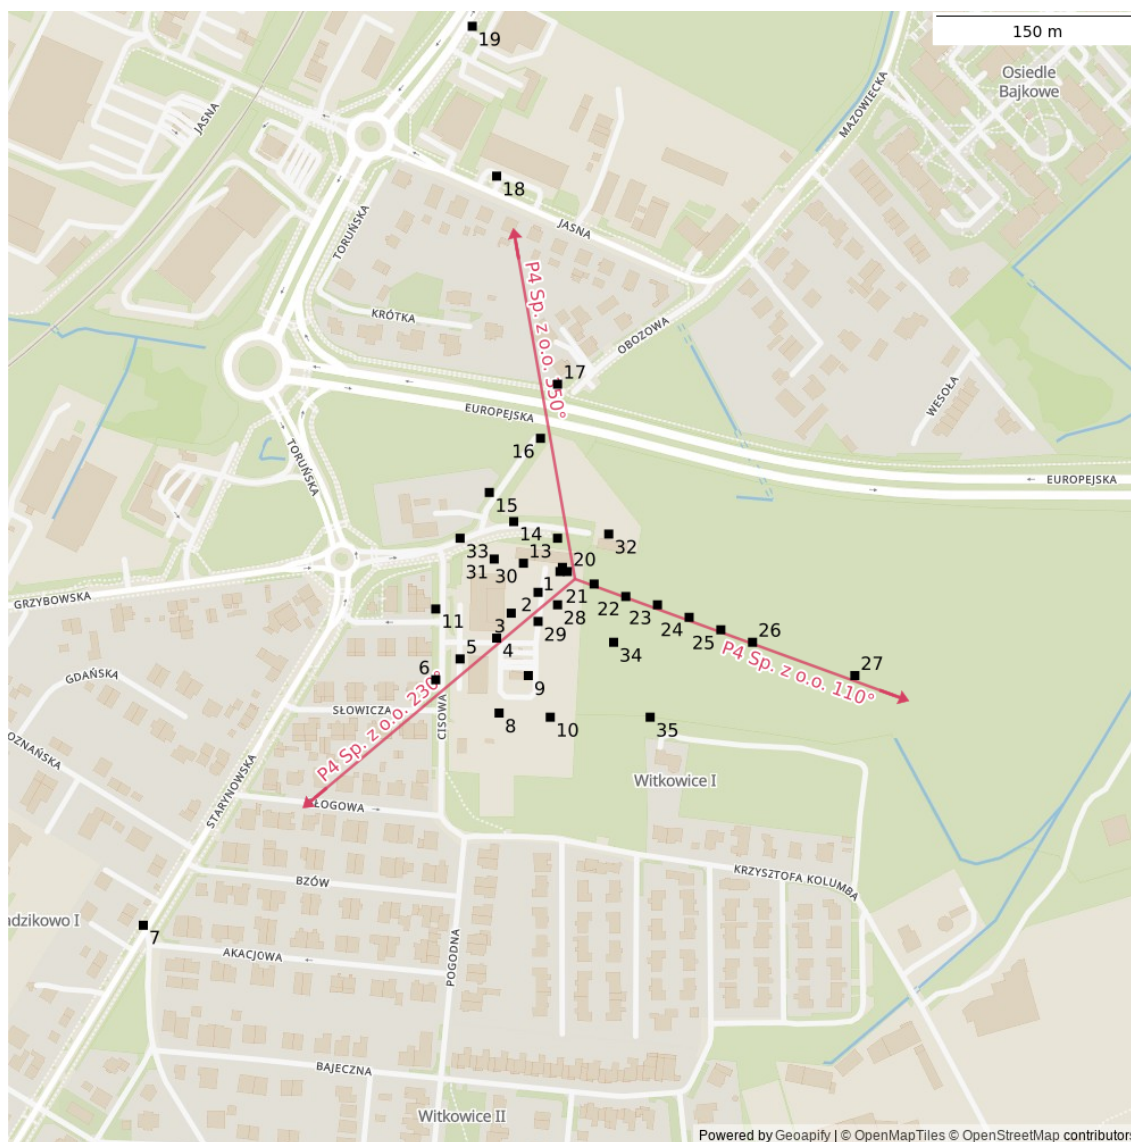 19
150 m
Osiedle
Bajkowe
JASNA
MAZOWIECKA
18
TORUŃSKA
JASNA
P4 Sp. z o.o. 350°
KRÓTKA
OBOZOWA
17
WESOŁA
EUROPEJSKA
16
TORUŃSKA
EUROPEJSKA
15
14
32
33
13
20
31
30
GRZYBOWSKA
1
21
22
2
28
23
11
3
29
24
4
25
26
34
5
P4 Sp. z o.o. 110°
27
6
GDAŃSKA
9
SŁOWICZA
CISOWA
8
10
35
P4 Sp. z o.o. 230°
OZNAŃSKA
Witkowice I
STARYNOWSKA
ŁOGOWA
KRZYSZTOFA KOLUMBA
BZÓW
adzikowo I
7
AKACJOWA
POGODNA
BAJECZNA
Witkowice II
Powered by Geoapify | © OpenMapTiles © OpenStreetMap contributors